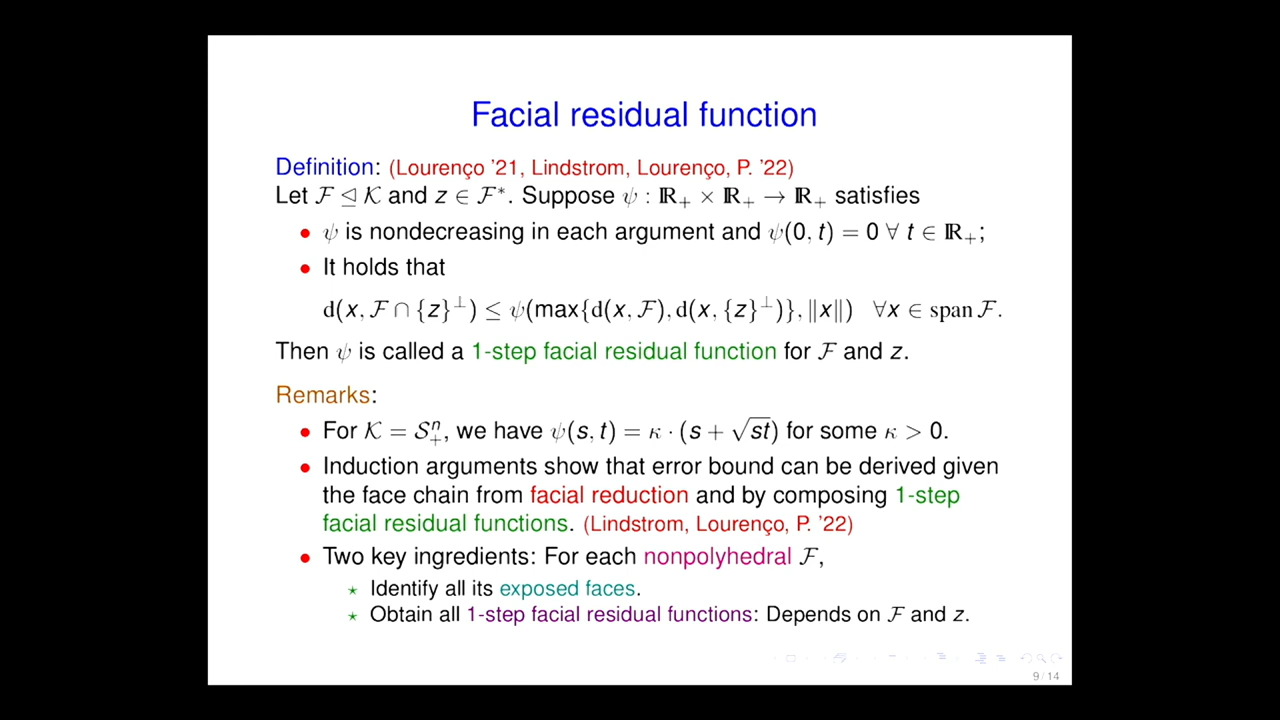 Facial residual function
Definition: (Lourenço '21, Lindstrom, Lourenço, P. '22)
Let ℱ ⊴ 𝒦 and z ∈ ℱ*. Suppose ψ : ℝ₊ × ℝ₊ → ℝ₊ satisfies
• ψ is nondecreasing in each argument and ψ(0, t) = 0 ∀ t ∈ ℝ₊;
• It holds that
d(x, ℱ ∩ {z}^⊥) ≤ ψ(max{d(x, ℱ), d(x, {z}^⊥)}, ‖x‖) ∀x ∈ span ℱ.
Then ψ is called a 1-step facial residual function for ℱ and z.
Remarks:
• For 𝒦 = 𝒮₊ⁿ, we have ψ(s, t) = κ · (s + √st) for some κ > 0.
• Induction arguments show that error bound can be derived given
the face chain from facial reduction and by composing 1-step
facial residual functions. (Lindstrom, Lourenço, P. '22)
• Two key ingredients: For each nonpolyhedral ℱ,
⋆ Identify all its exposed faces.
⋆ Obtain all 1-step facial residual functions: Depends on ℱ and z.
9 / 14